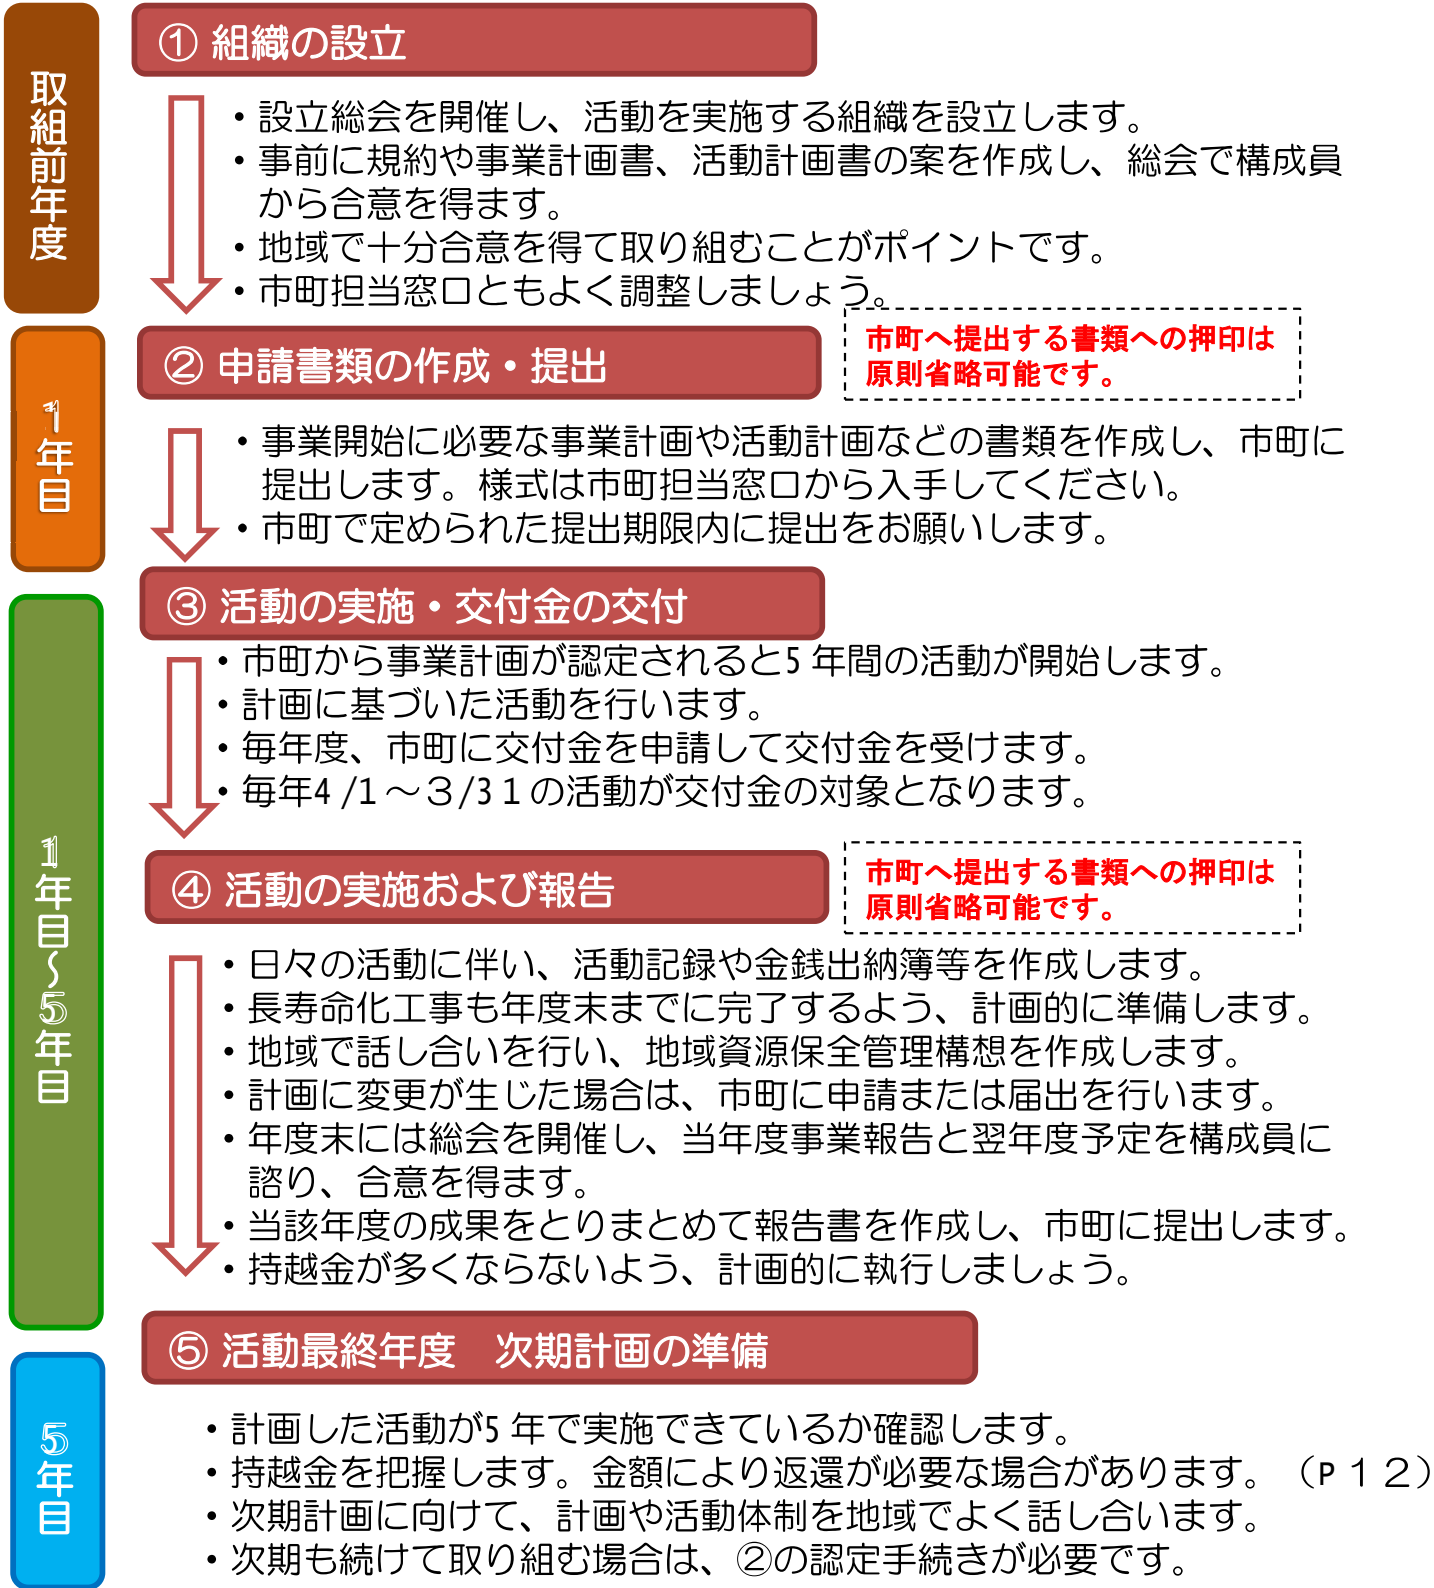 取組前年度
① 組織の設立
・設立総会を開催し、活動を実施する組織を設立します。
・事前に規約や事業計画書、活動計画書の案を作成し、総会で構成員
から合意を得ます。
・地域で十分合意を得て取り組むことがポイントです。
・市町担当窓口ともよく調整しましょう。
1年目
② 申請書類の作成・提出
市町へ提出する書類への押印は
原則省略可能です。
・事業開始に必要な事業計画や活動計画などの書類を作成し、市町に
提出します。様式は市町担当窓口から入手してください。
・市町で定められた提出期限内に提出をお願いします。
1年目～5年目
③ 活動の実施・交付金の交付
・市町から事業計画が認定されると5年間の活動が開始します。
・計画に基づいた活動を行います。
・毎年度、市町に交付金を申請して交付金を受けます。
・毎年4/1～３/31の活動が交付金の対象となります。
④ 活動の実施および報告
市町へ提出する書類への押印は
原則省略可能です。
・日々の活動に伴い、活動記録や金銭出納簿等を作成します。
・長寿命化工事も年度末までに完了するよう、計画的に準備します。
・地域で話し合いを行い、地域資源保全管理構想を作成します。
・計画に変更が生じた場合は、市町に申請または届出を行います。
・年度末には総会を開催し、当年度事業報告と翌年度予定を構成員に
諮り、合意を得ます。
・当該年度の成果をとりまとめて報告書を作成し、市町に提出します。
・持越金が多くならないよう、計画的に執行しましょう。
5年目
⑤ 活動最終年度　次期計画の準備
・計画した活動が5年で実施できているか確認します。
・持越金を把握します。金額により返還が必要な場合があります。（P１２）
・次期計画に向けて、計画や活動体制を地域でよく話し合います。
・次期も続けて取り組む場合は、②の認定手続きが必要です。